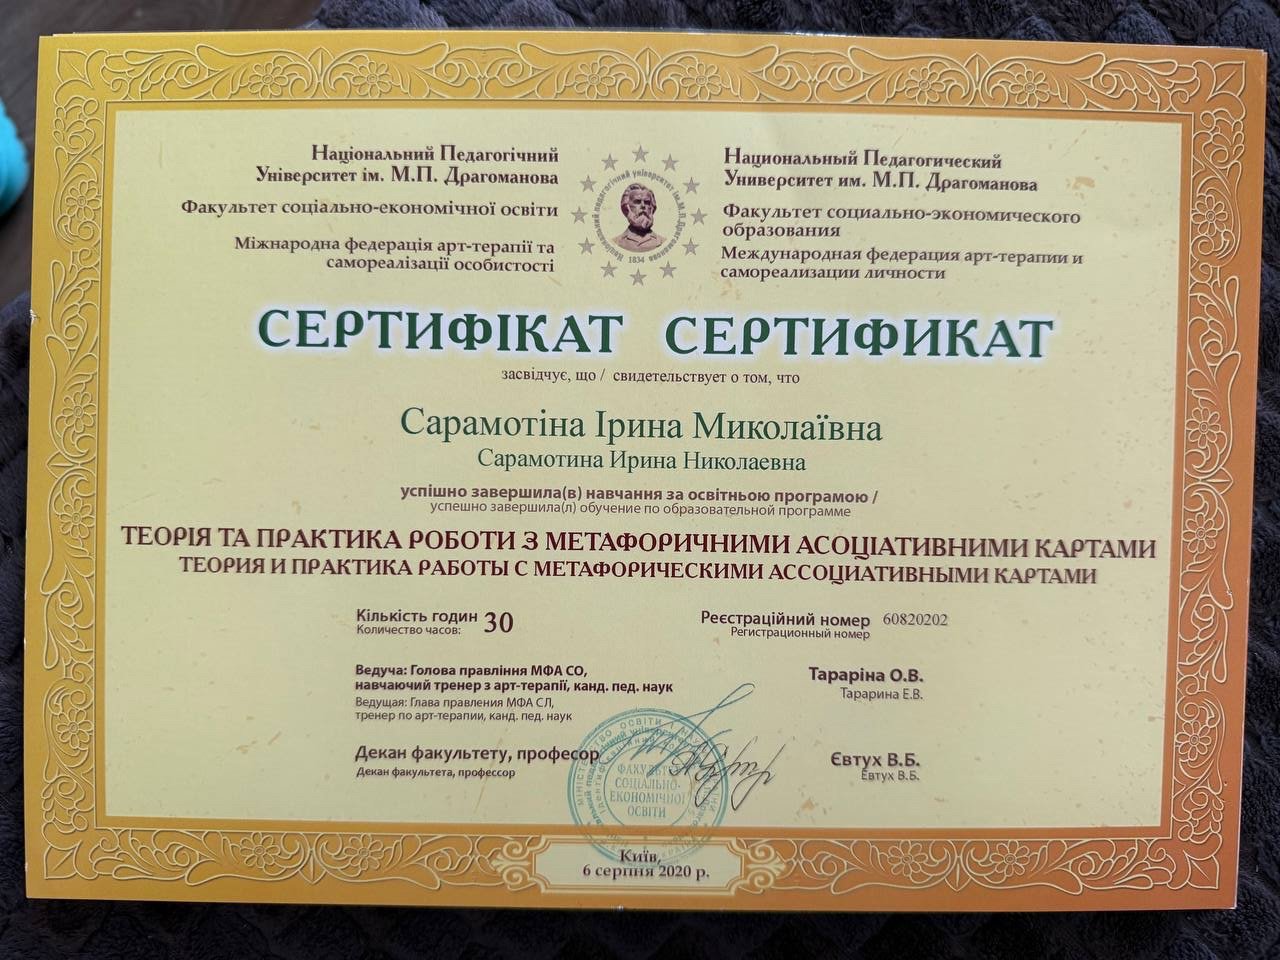 Національний Педагогічний
Університет ім. М.П. Драгоманова
Факультет соціально-економічної освіти
Міжнародна федерація арт-терапії та
самореалізації особистості
Национальный Педагогический
Университет им. М.П. Драгоманова
Факультет социально-экономического
образования
Международная федерация арт-терапии и
самореализации личности
Національний педагогічний університет ім. М.П. Драгоманова
1834
СЕРТИФІКАТ СЕРТИФИКАТ
засвідчує, що / свидетельствует о том, что
Сарамотіна Ірина Миколаївна
Сарамотина Ирина Николаевна
успішно завершила(в) навчання за освітньою програмою /
успешно завершила(л) обучение по образовательной программе
ТЕОРІЯ ТА ПРАКТИКА РОБОТИ З МЕТАФОРИЧНИМИ АСОЦІАТИВНИМИ КАРТАМИ
ТЕОРИЯ И ПРАКТИКА РАБОТЫ С МЕТАФОРИЧЕСКИМИ АССОЦИАТИВНЫМИ КАРТАМИ
Кількість годин 30
Количество часов:
Реєстраційний номер 60820202
Регистрационный номер
Ведуча: Голова правління МФА СО,
навчаючий тренер з арт-терапії, канд. пед. наук
Ведущая: Глава правления МФА СЛ,
тренер по арт-терапии, канд. пед. наук
Тараріна О.В.
Тарарина Е.В.
Декан факультету, професор
Декан факультета, профессор
Євтух В.Б.
Евтух В.Б.
ФАКУЛЬТЕТ
СОЦІАЛЬНО-
ЕКОНОМІЧНОЇ
ОСВІТИ
Київ,
6 серпня 2020 р.